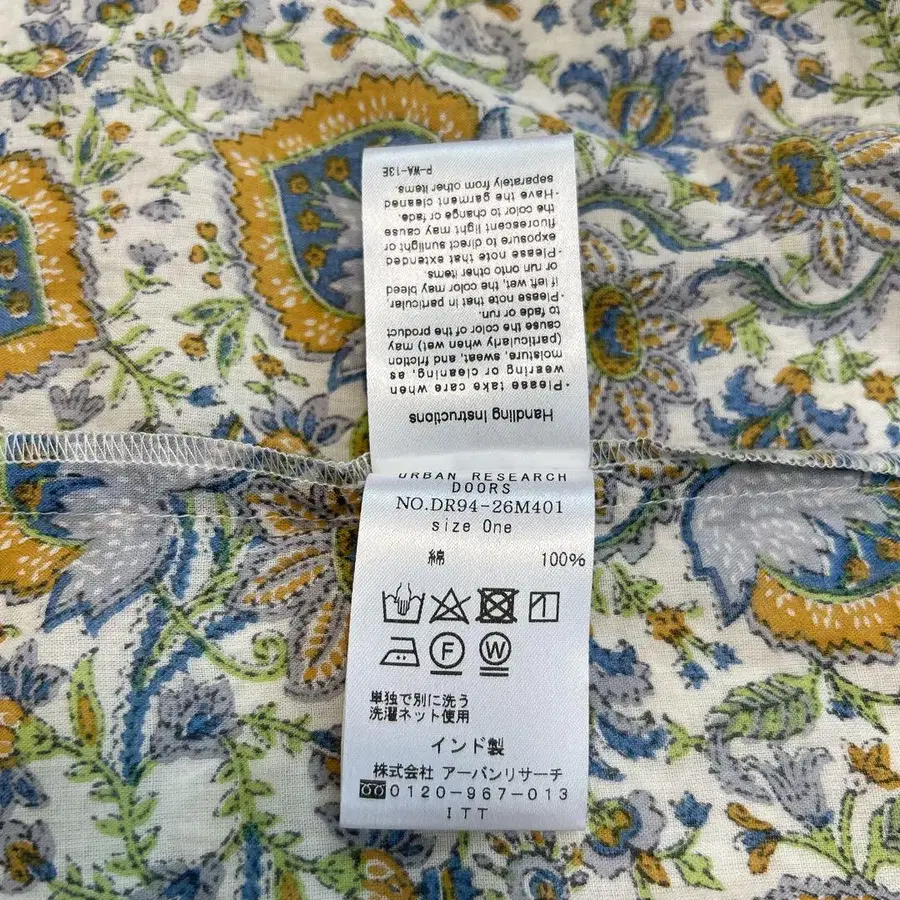 Handling Instructions
・Please take care when
wearing or cleaning, as
moisture, sweat, and friction
(particularly when wet) may
cause the color of the product
to fade or run.
・Please note that in particular,
if left wet, the color may bleed
or run onto other items.
・Please note that extended
exposure to direct sunlight or
fluorescent light may cause
the color to change or fade.
・Have the garment cleaned
separately from other items.
P-WA-13E
URBAN RESEARCH
DOORS
NO.DR94-26M401
size One
綿 100%
F W
単独で別に洗う
洗濯ネット使用
インド製
株式会社 アーバンリサーチ
0120-967-013
ITT